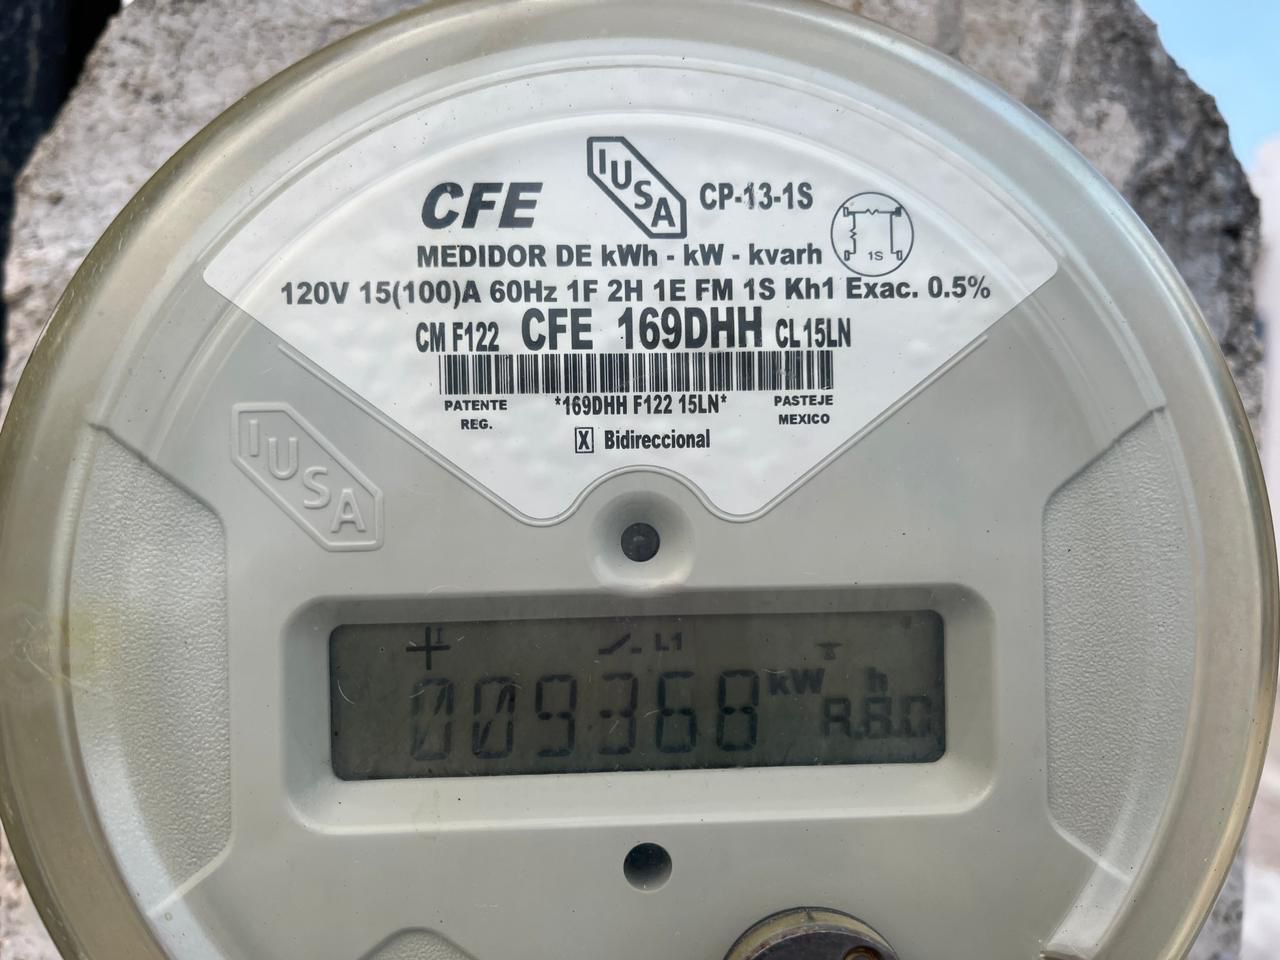 CFE IUSA CP-13-1S
1S
MEDIDOR DE kWh - kW - kvarh
120V 15(100)A 60Hz 1F 2H 1E FM 1S Kh1 Exac. 0.5%
CM F122 CFE 169DHH CL15LN
PATENTE REG. *169DHH F122 15LN* PASTEJE MEXICO
X Bidireccional
IUSA
L1
009368 kW h